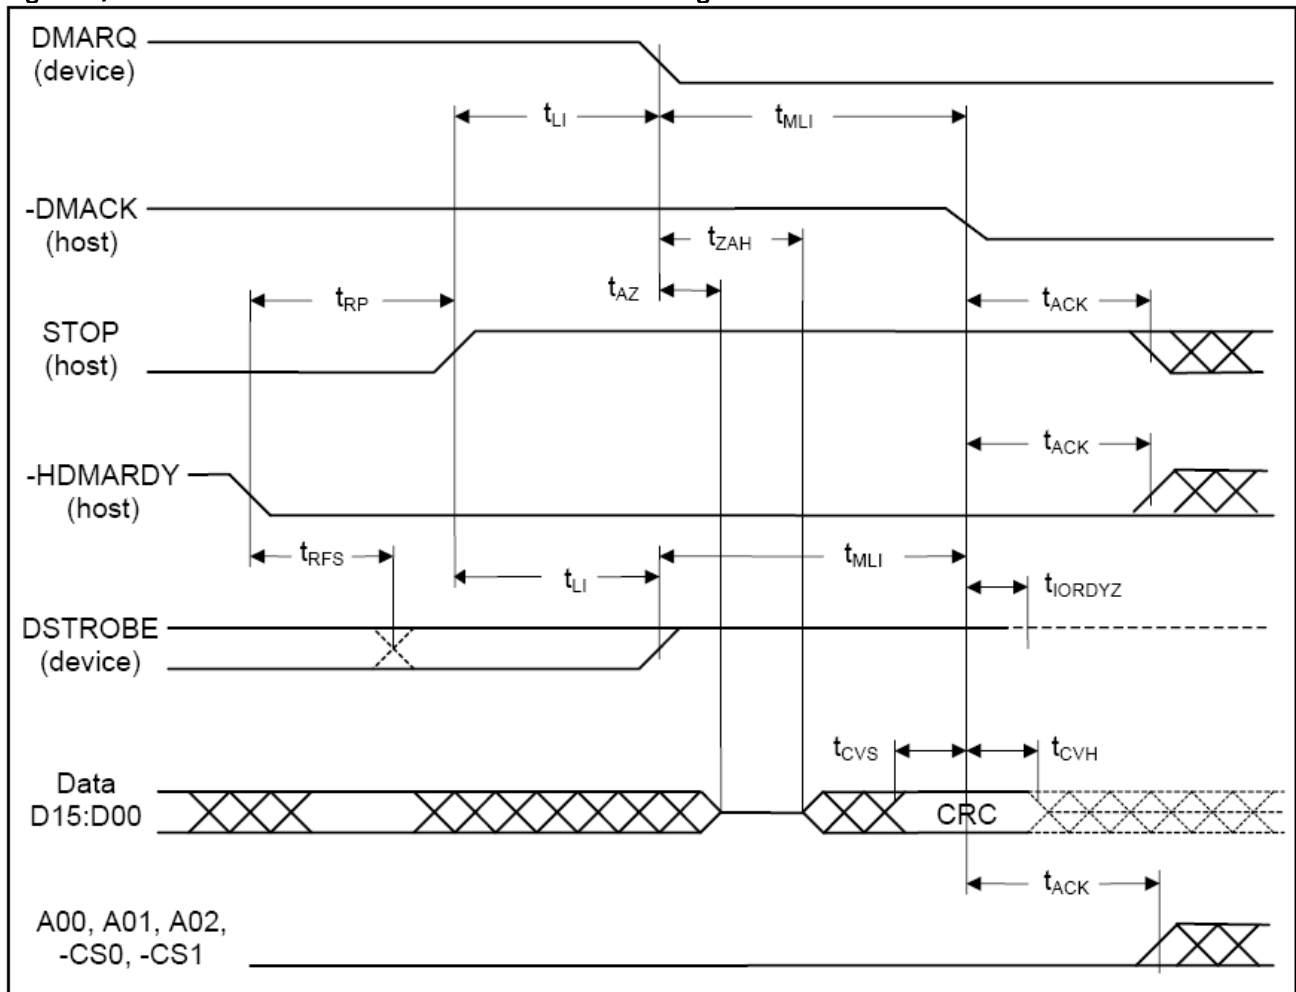 DMARQ
(device)
tLI
tMLI
-DMACK
(host)
tZAH
tAZ
tRP
tACK
STOP
(host)
tACK
-HDMARDY
(host)
tRFS
tMLI
tLI
tIORDYZ
DSTROBE
(device)
tCVS
tCVH
Data
D15:D00
CRC
tACK
A00, A01, A02,
-CS0, -CS1